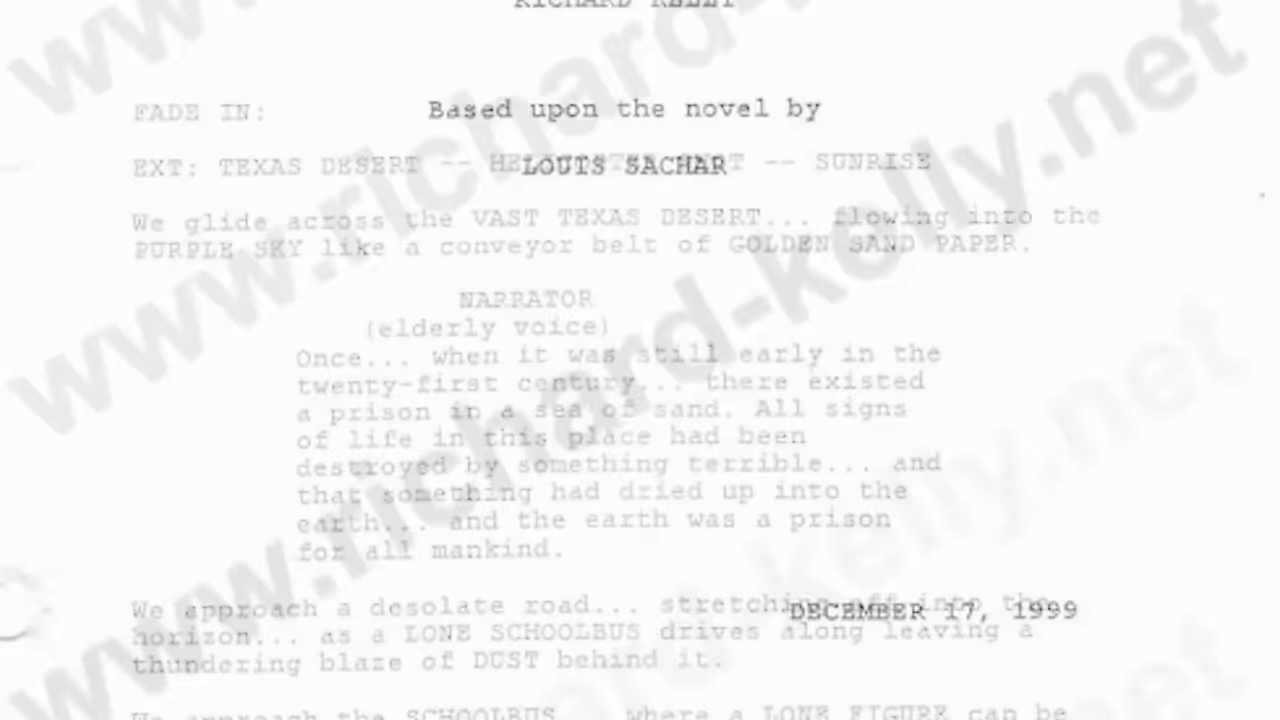 RICHARD KELLY
FADE IN:
Based upon the novel by
EXT: TEXAS DESERT -- SHOT -- SUNRISE
LOUIS SACHAR
We glide across the VAST TEXAS DESERT... flowing into the
PURPLE SKY like a conveyor belt of GOLDEN SAND PAPER.
NARRATOR
(elderly voice)
Once... when it was still early in the
twenty-first century... there existed
a prison in a sea of sand. All signs
of life in this place had been
destroyed by something terrible... and
that something had dried up into the
earth... and the earth was a prison
for all mankind.
We approach a desolate road... stretching off into the
DECEMBER 17, 1999
horizon... as a LONE SCHOOLBUS drives along leaving a
thundering blaze of DUST behind it.
We approach the SCHOOLBUS... where a LONE FIGURE can be
www.richard-kelly.net
www.richard-kelly.net
www.richard-kelly.net